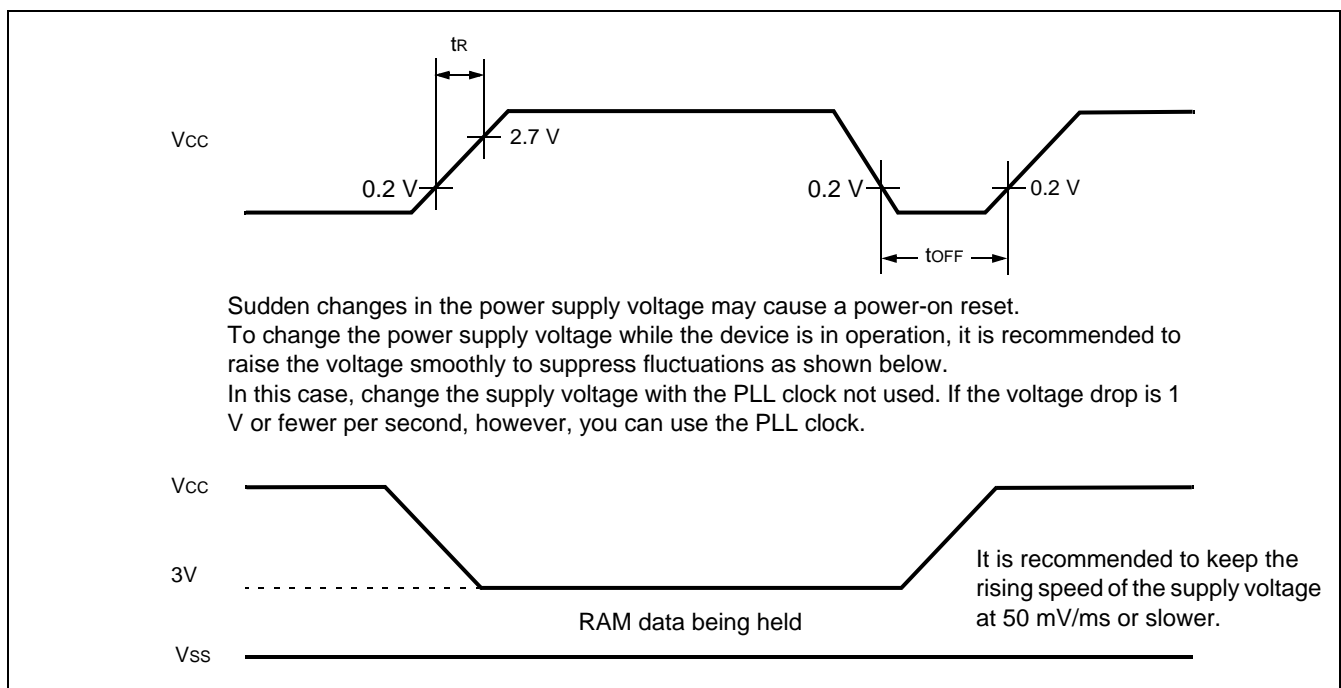 tR
Vcc
2.7 V
0.2 V
0.2 V
0.2 V
tOFF
Sudden changes in the power supply voltage may cause a power-on reset.
To change the power supply voltage while the device is in operation, it is recommended to
raise the voltage smoothly to suppress fluctuations as shown below.
In this case, change the supply voltage with the PLL clock not used. If the voltage drop is 1
V or fewer per second, however, you can use the PLL clock.
Vcc
3V
It is recommended to keep the
rising speed of the supply voltage
at 50 mV/ms or slower.
RAM data being held
Vss